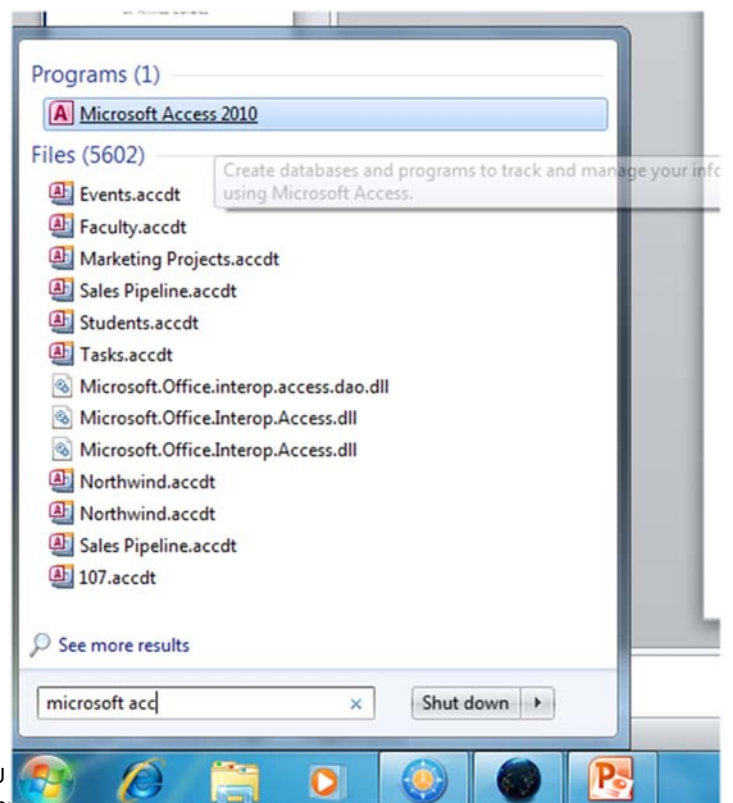 Programs (1)
Microsoft Access 2010
Files (5602)
Create databases and programs to track and manage your info
using Microsoft Access.
Events.accdt
Faculty.accdt
Marketing Projects.accdt
Sales Pipeline.accdt
Students.accdt
Tasks.accdt
Microsoft.Office.interop.access.dao.dll
Microsoft.Office.Interop.Access.dll
Microsoft.Office.Interop.Access.dll
Northwind.accdt
Northwind.accdt
Sales Pipeline.accdt
107.accdt
See more results
microsoft acc
Shut down